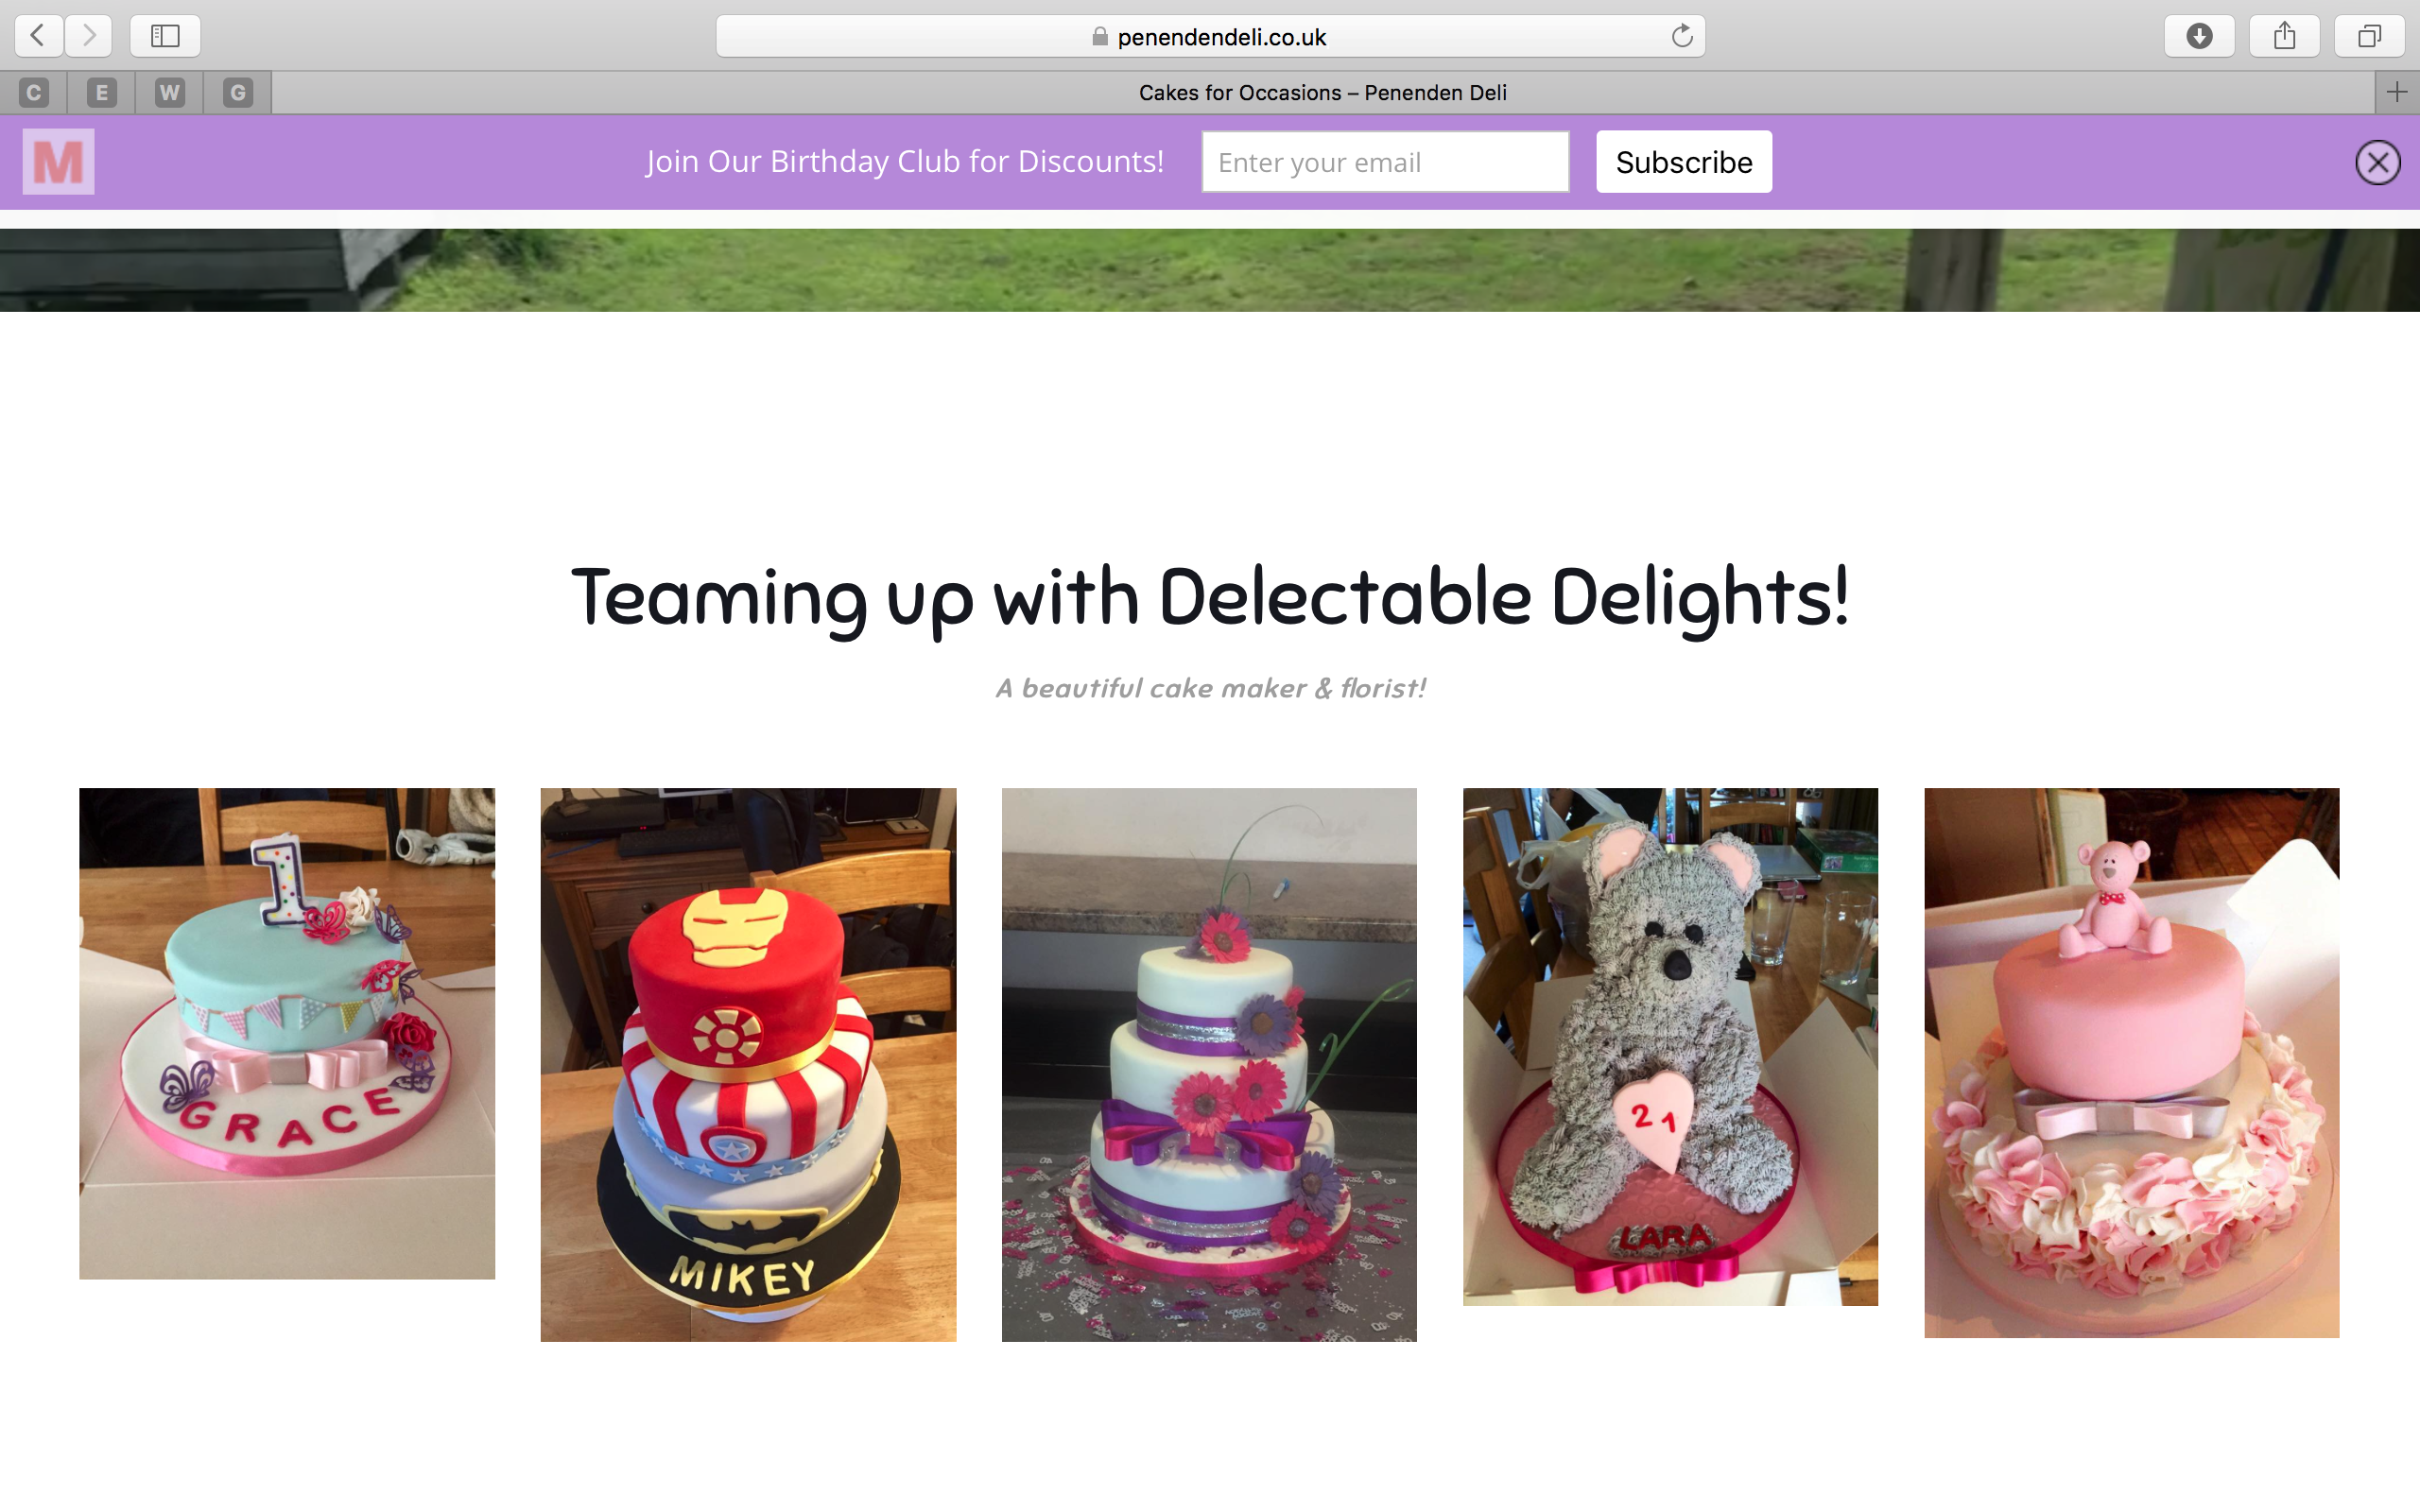 penendendeli.co.uk
C E W G Cakes for Occasions – Penenden Deli
M Join Our Birthday Club for Discounts! Enter your email Subscribe
Teaming up with Delectable Delights!
A beautiful cake maker & florist!
1
GRACE
MIKEY
21
LARA